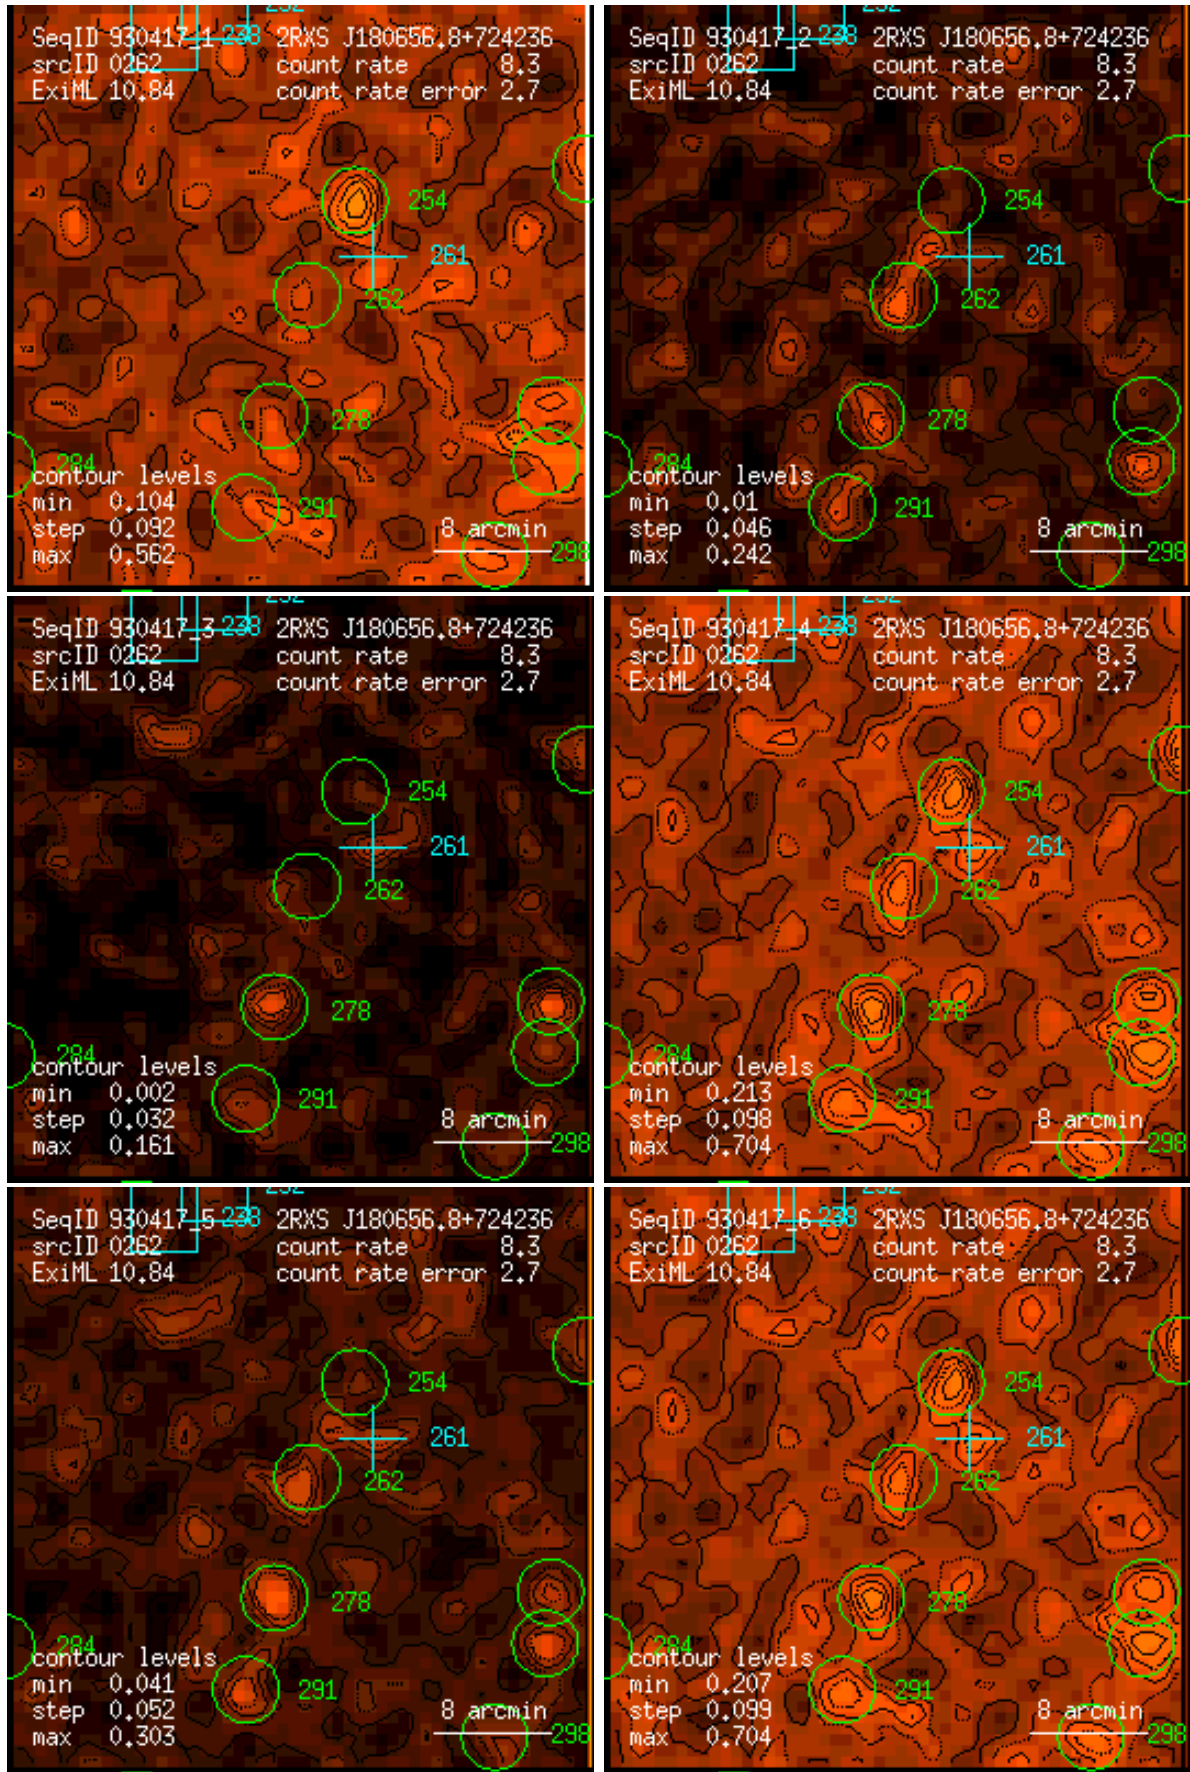 232
SeqID 930417_1 238 2RXS J180656.8+724236
srcID 0262 count rate 8.3
ExiML 10.84 count rate error 2.7
254
261
262
278
284
contour levels
min 0.104
291
step 0.092 8 arcmin
max 0.562 298
232
SeqID 930417_2 238 2RXS J180656.8+724236
srcID 0262 count rate 8.3
ExiML 10.84 count rate error 2.7
254
261
262
278
284
contour levels
min 0.01
291
step 0.046 8 arcmin
max 0.242 298
232
SeqID 930417_3 238 2RXS J180656.8+724236
srcID 0262 count rate 8.3
ExiML 10.84 count rate error 2.7
254
261
262
278
284
contour levels
min 0.002
291
step 0.032 8 arcmin
max 0.161 298
232
SeqID 930417_4 238 2RXS J180656.8+724236
srcID 0262 count rate 8.3
ExiML 10.84 count rate error 2.7
254
261
262
278
284
contour levels
min 0.213
291
step 0.098 8 arcmin
max 0.704 298
232
SeqID 930417_5 238 2RXS J180656.8+724236
srcID 0262 count rate 8.3
ExiML 10.84 count rate error 2.7
254
261
262
278
284
contour levels
min 0.041
291
step 0.052 8 arcmin
max 0.303 298
232
SeqID 930417_6 238 2RXS J180656.8+724236
srcID 0262 count rate 8.3
ExiML 10.84 count rate error 2.7
254
261
262
278
284
contour levels
min 0.207
291
step 0.099 8 arcmin
max 0.704 298